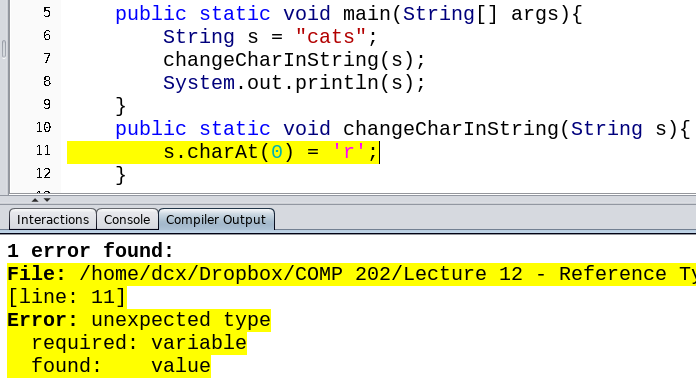 5 public static void main(String[] args){
6 String s = "cats";
7 changeCharInString(s);
8 System.out.println(s);
9 }
10 public static void changeCharInString(String s){
11 s.charAt(0) = 'r';
12 }
Interactions Console Compiler Output
1 error found:
File: /home/dcx/Dropbox/COMP 202/Lecture 12 - Reference Ty
[line: 11]
Error: unexpected type
required: variable
found: value